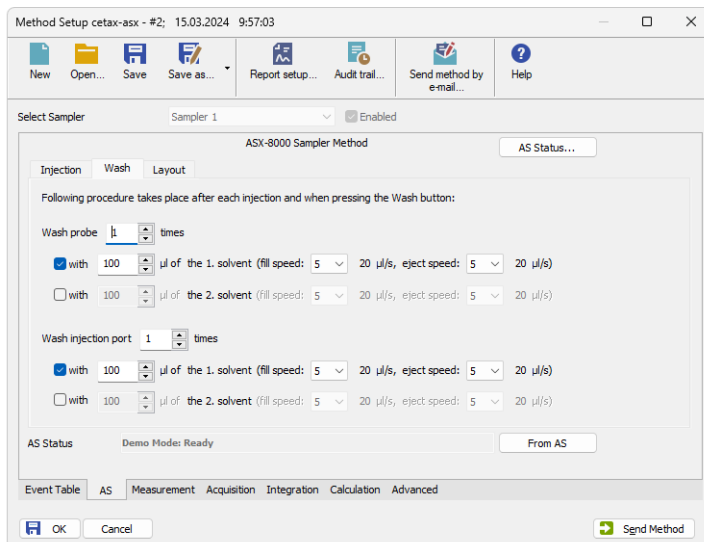 Method Setup cetax-asx - #2; 15.03.2024 9:57:03
New Open... Save Save as... Report setup... Audit trail... Send method by e-mail... Help
Select Sampler Sampler 1 Enabled
ASX-8000 Sampler Method AS Status...
Injection Wash Layout
Following procedure takes place after each injection and when pressing the Wash button:
Wash probe 1 times
with 100 µl of the 1. solvent (fill speed: 5 20 µl/s, eject speed: 5 20 µl/s)
with 100 µl of the 2. solvent (fill speed: 5 20 µl/s, eject speed: 5 20 µl/s)
Wash injection port 1 times
with 100 µl of the 1. solvent (fill speed: 5 20 µl/s, eject speed: 5 20 µl/s)
with 100 µl of the 2. solvent (fill speed: 5 20 µl/s, eject speed: 5 20 µl/s)
AS Status Demo Mode: Ready From AS
Event Table AS Measurement Acquisition Integration Calculation Advanced
OK Cancel Send Method